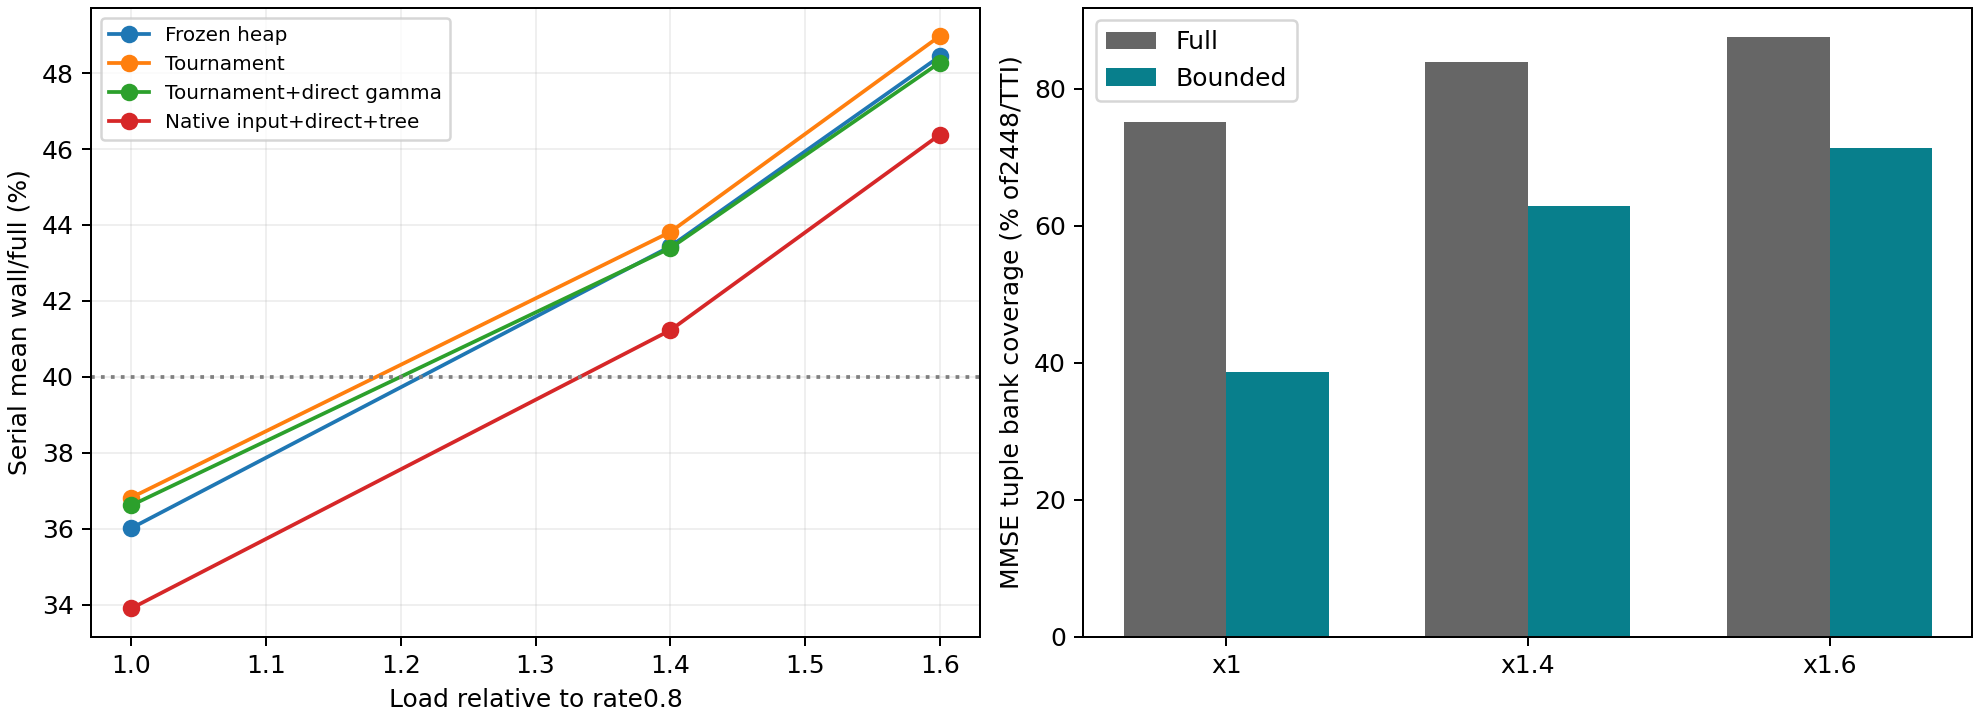 Frozen heap
Tournament
Tournament+direct gamma
Native input+direct+tree
Serial mean wall/full (%)
48
46
44
42
40
38
36
34
1.0 1.1 1.2 1.3 1.4 1.5 1.6
Load relative to rate0.8
Full
Bounded
MMSE tuple bank coverage (% of2448/TTI)
80
60
40
20
0
x1 x1.4 x1.6